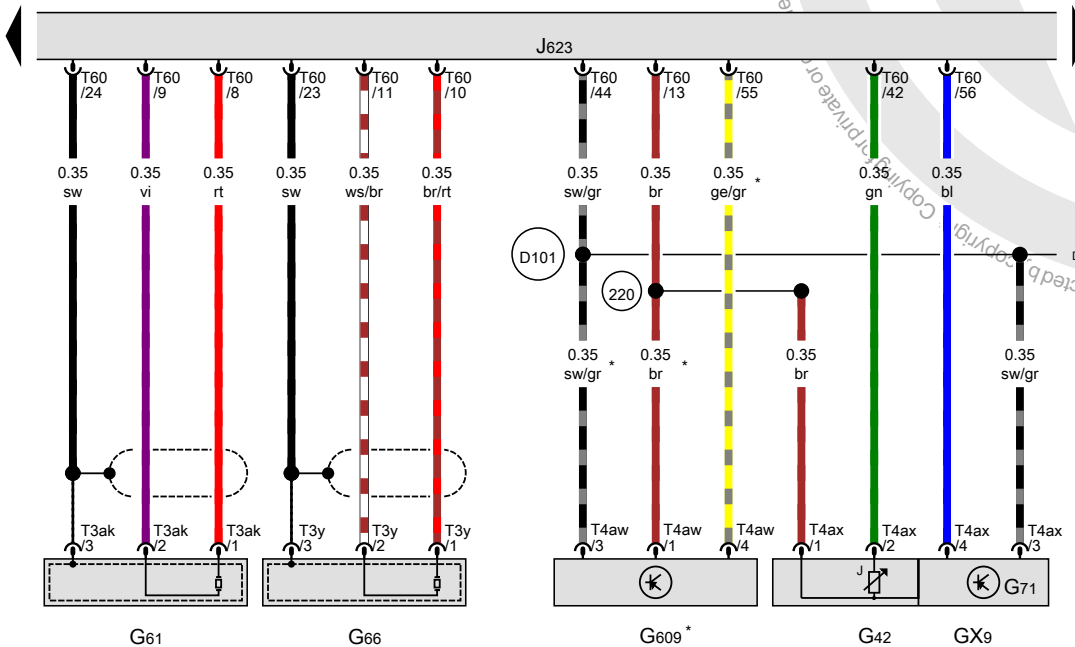 J623
T60 T60 T60 T60 T60 T60 T60 T60 T60 T60 T60
/24 /9 /8 /23 /11 /10 /44 /13 /55 /42 /56
0.35 0.35 0.35 0.35 0.35 0.35 0.35 0.35 0.35 0.35 0.35
sw vi rt sw ws/br br/rt sw/gr br ge/gr * gn bl
D101
220
0.35 0.35 0.35 0.35
sw/gr * br * br sw/gr
T3ak T3ak T3ak T3y T3y T3y T4aw T4aw T4aw T4ax T4ax T4ax T4ax
/3 /2 /1 /3 /2 /1 /3 /1 /4 /1 /2 /4 /3
J
G71
G61 G66 G609 * G42 GX9
Copying for private or
copyright.